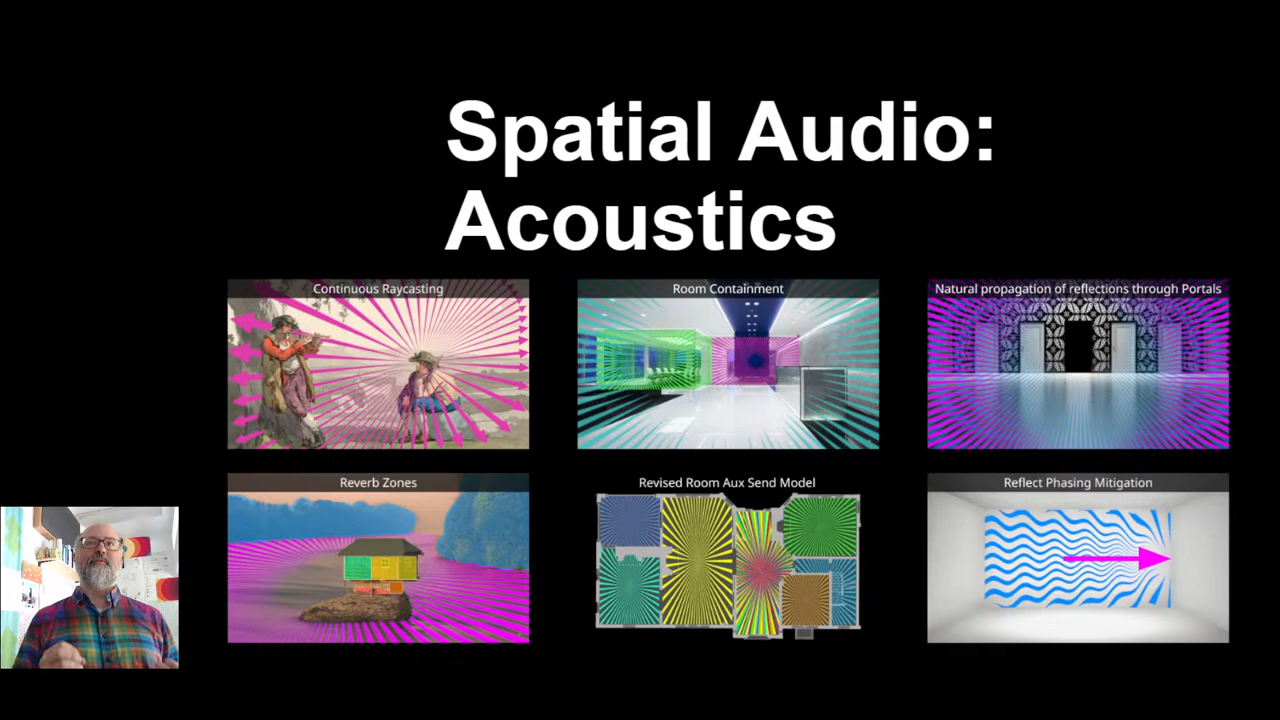 Spatial Audio:
Acoustics
Continuous Raycasting
Room Containment
Natural propagation of reflections through Portals
Reverb Zones
Revised Room Aux Send Model
Reflect Phasing Mitigation